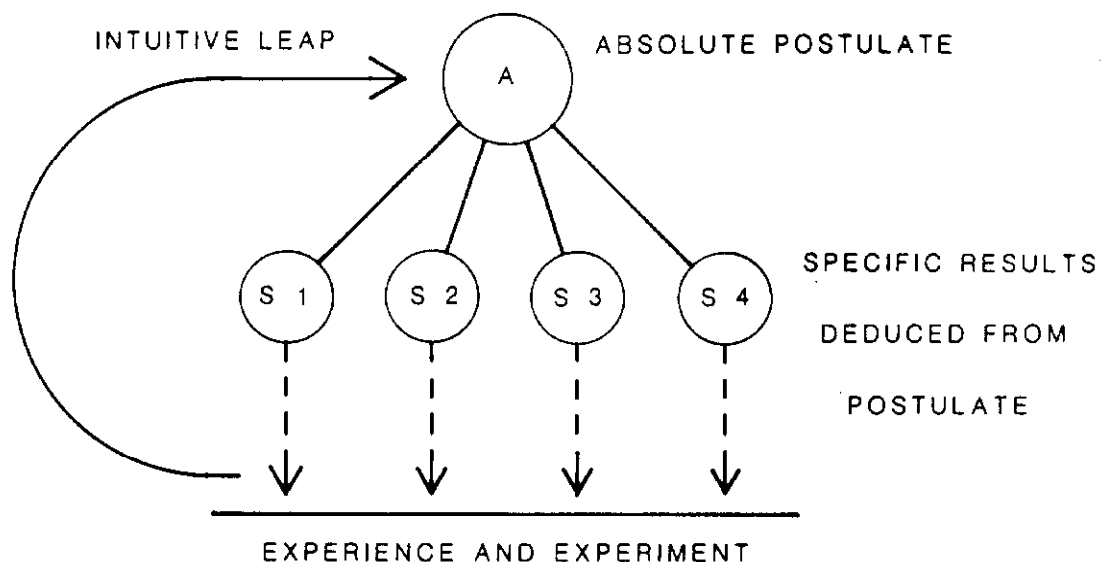 INTUITIVE LEAP
ABSOLUTE POSTULATE
A
S 1
S 2
S 3
S 4
SPECIFIC RESULTS
DEDUCED FROM
POSTULATE
EXPERIENCE AND EXPERIMENT